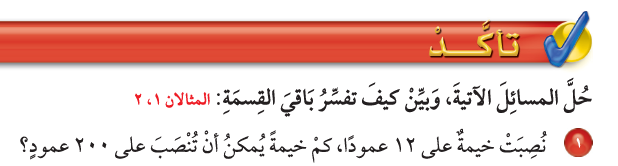 تأكَّــدْ
حُلَّ المسائِلَ الآتيةَ، وَبيِّنْ كيفَ تفسِّرُ بَاقيَ القِسمَةِ: المثالان ١، ٢
١ نُصِبَتْ خيمةٌ على ١٢ عمودًا، كمْ خيمةً يُمكنُ أنْ تُنْصَبَ على ٢٠٠ عمودٍ؟